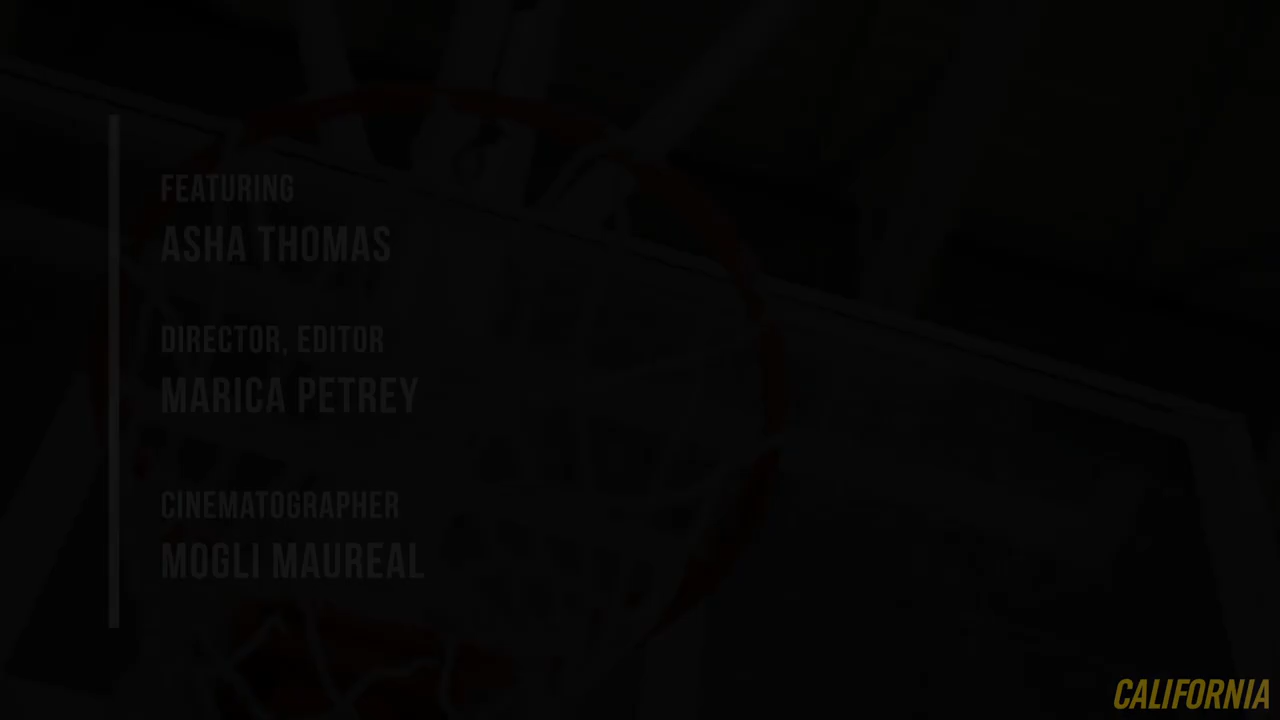 FEATURING
ASHA THOMAS
DIRECTOR, EDITOR
MARICA PETREY
CINEMATOGRAPHER
MOGLI MAUREAL
CALIFORNIA